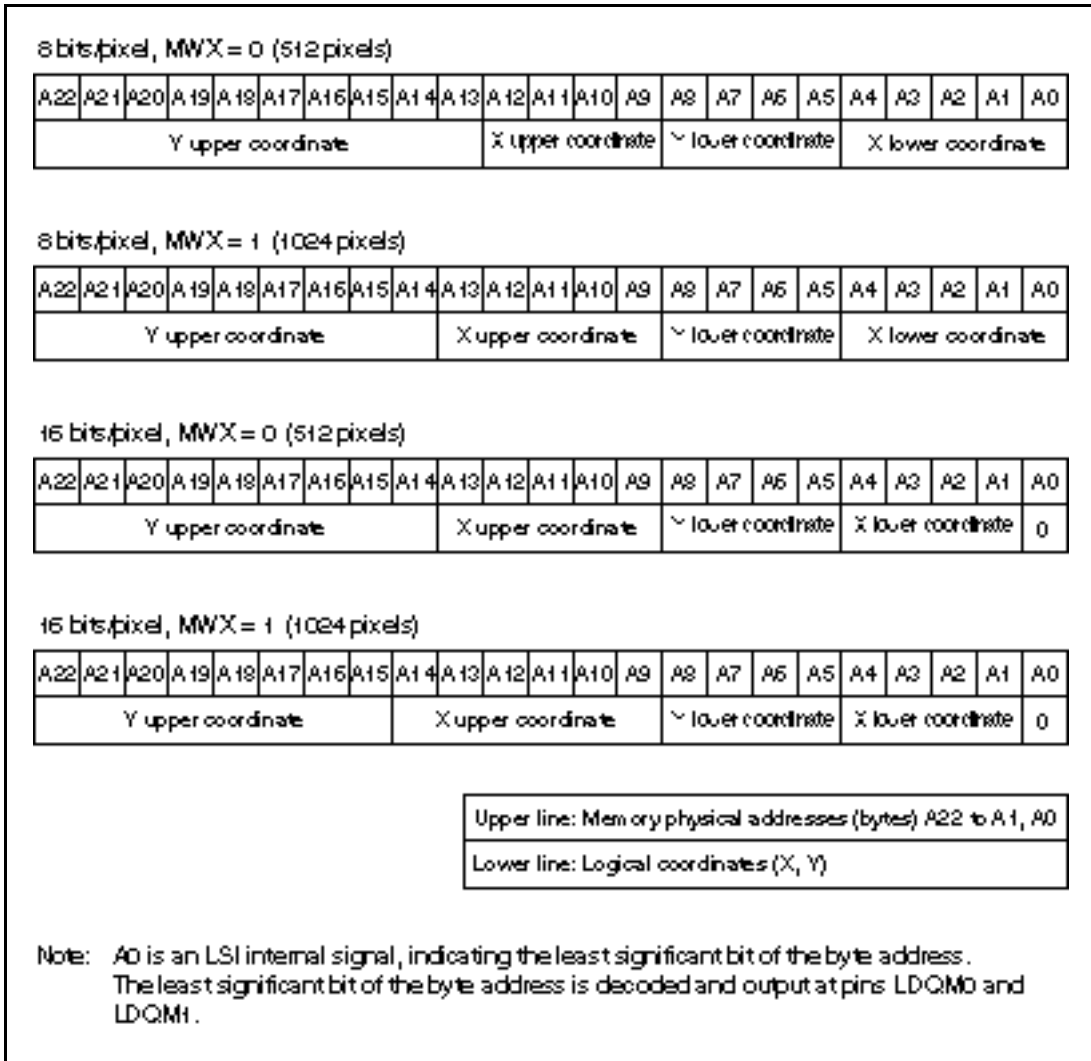 8 bits/pixel, MWX = 0 (512 pixels)
A22 A21 A20 A19 A18 A17 A16 A15 A14 A13 A12 A11 A10 A9 A8 A7 A6 A5 A4 A3 A2 A1 A0
Y upper coordinate X upper coordinate Y lower coordinate X lower coordinate
8 bits/pixel, MWX = 1 (1024 pixels)
A22 A21 A20 A19 A18 A17 A16 A15 A14 A13 A12 A11 A10 A9 A8 A7 A6 A5 A4 A3 A2 A1 A0
Y upper coordinate X upper coordinate Y lower coordinate X lower coordinate
16 bits/pixel, MWX = 0 (512 pixels)
A22 A21 A20 A19 A18 A17 A16 A15 A14 A13 A12 A11 A10 A9 A8 A7 A6 A5 A4 A3 A2 A1 A0
Y upper coordinate X upper coordinate Y lower coordinate X lower coordinate 0
16 bits/pixel, MWX = 1 (1024 pixels)
A22 A21 A20 A19 A18 A17 A16 A15 A14 A13 A12 A11 A10 A9 A8 A7 A6 A5 A4 A3 A2 A1 A0
Y upper coordinate X upper coordinate Y lower coordinate X lower coordinate 0
Upper line: Memory physical addresses (bytes) A22 to A1, A0
Lower line: Logical coordinates (X, Y)
Note: A0 is an LSI internal signal, indicating the least significant bit of the byte address.
The least significant bit of the byte address is decoded and output at pins LDQM0 and
LDQM1.